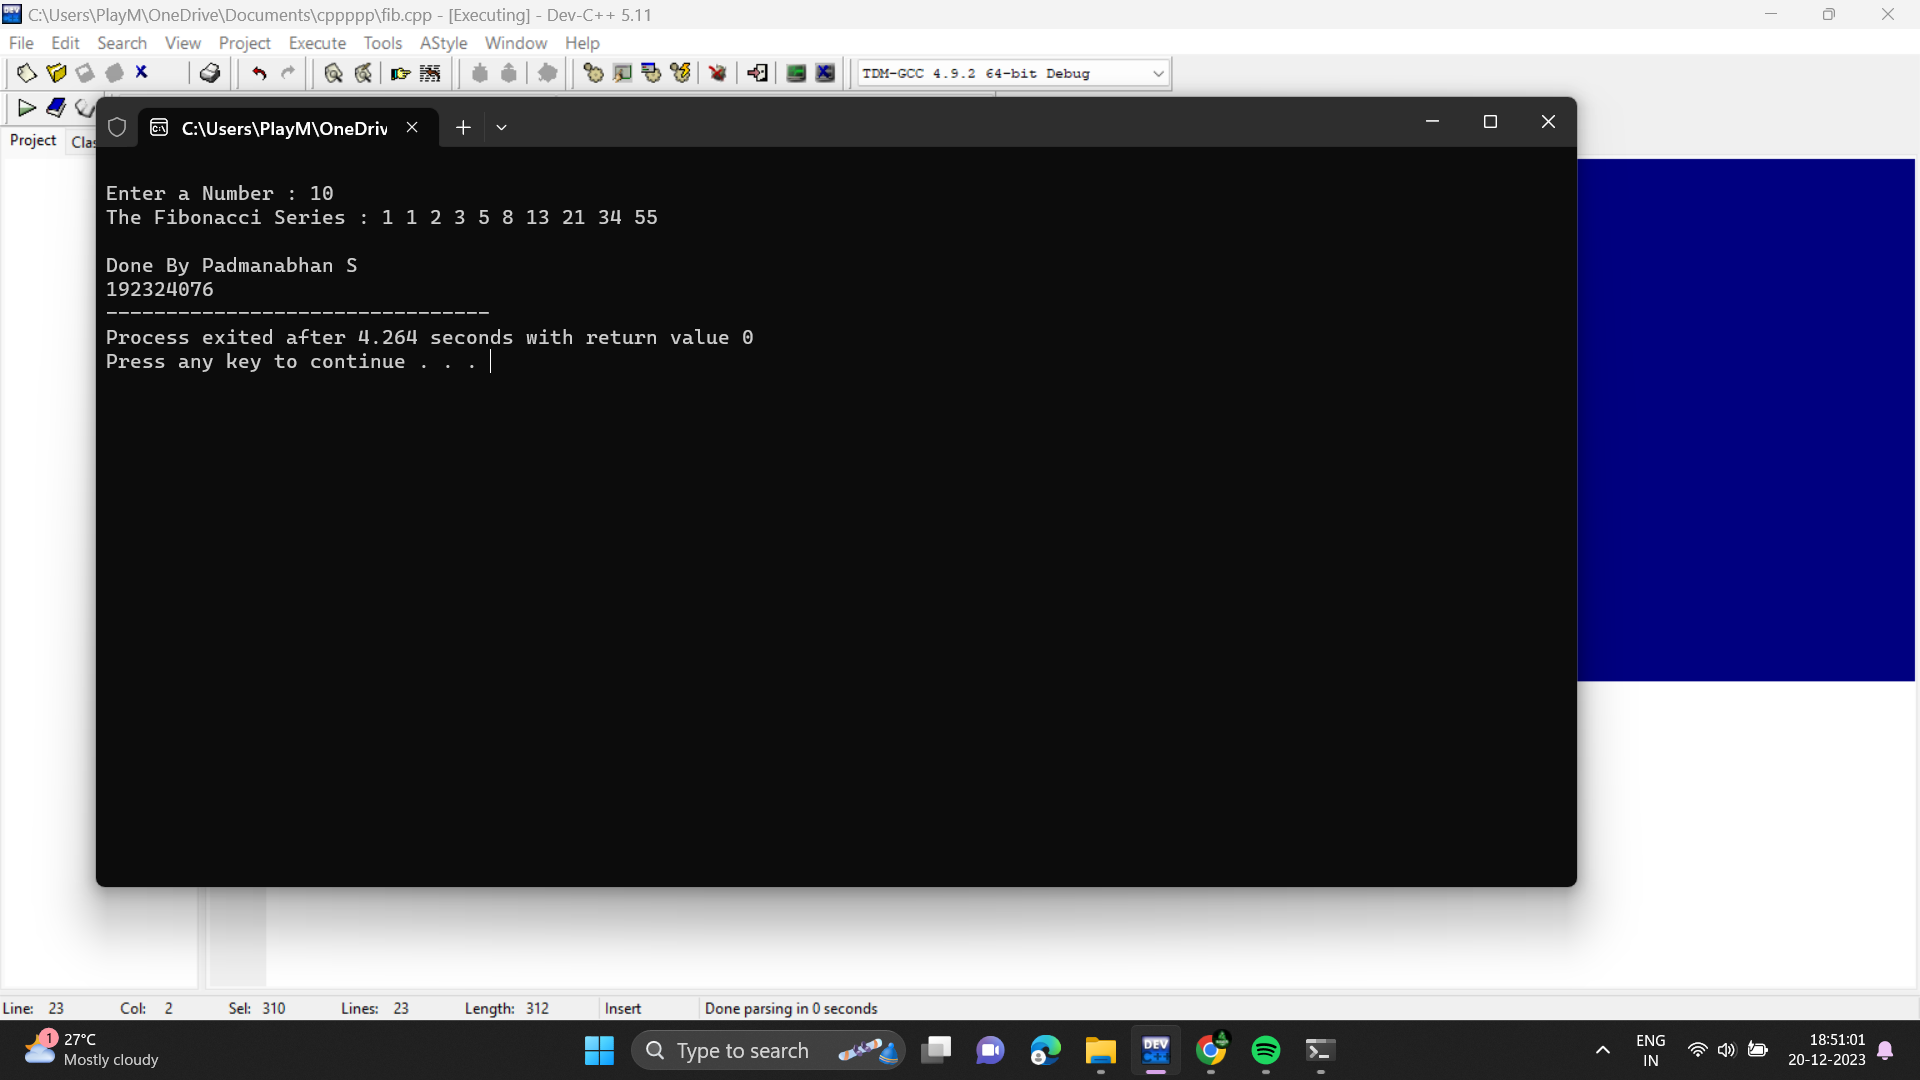 C:\Users\PlayM\OneDrive\Documents\cppppp\fib.cpp - [Executing] - Dev-C++ 5.11
File Edit Search View Project Execute Tools AStyle Window Help
TDM-GCC 4.9.2 64-bit Debug
Project Clas
C:\Users\PlayM\OneDriv
Enter a Number : 10
The Fibonacci Series : 1 1 2 3 5 8 13 21 34 55
Done By Padmanabhan S
192324076
--------------------------------
Process exited after 4.264 seconds with return value 0
Press any key to continue . . .
Line: 23 Col: 2 Sel: 310 Lines: 23 Length: 312 Insert Done parsing in 0 seconds
1
27°C
Mostly cloudy
Type to search
DEV
ENG
IN
18:51:01
20-12-2023